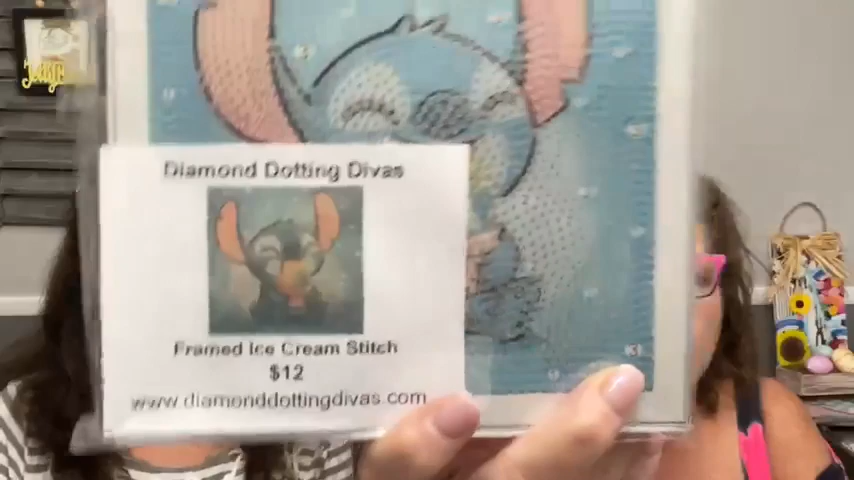 Diamond Dotting Divas
Framed Ice Cream Stitch
$12
www.diamonddottingdivas.com